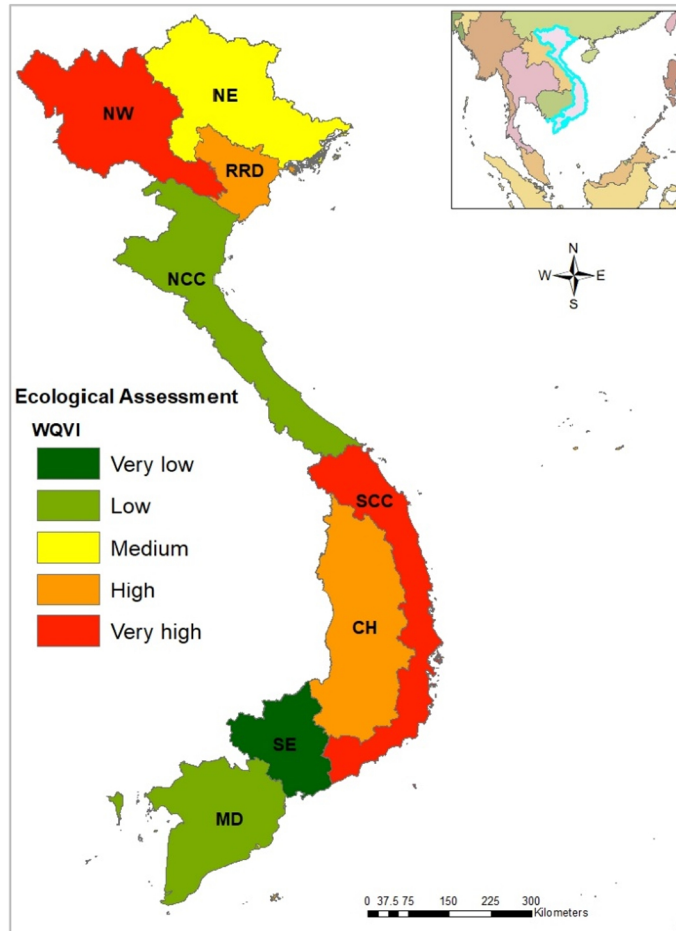 NW
NE
RRD
NCC
N
W E
S
Ecological Assessment
WQVI
Very low
Low
Medium
High
Very high
SCC
CH
SE
MD
0 37.5 75 150 225 300
Kilometers